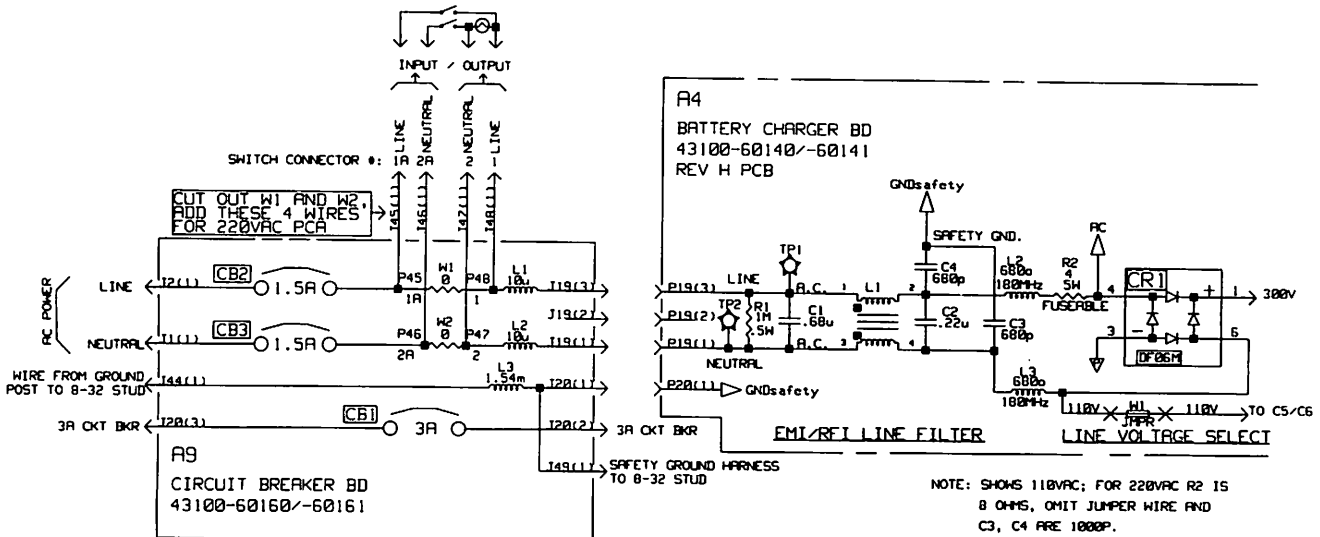 INPUT / OUTPUT
LINE
NEUTRAL
NEUTRAL
LINE
SWITCH CONNECTOR #: 1A 2A 2 1
CUT OUT W1 AND W2,
ADD THESE 4 WIRES
FOR 220VAC PCA
I45(1)
I46(1)
I47(1)
I48(1)
AC POWER
LINE
I2(1)
CB2
1.5A
P45
1A
W1
0
P48
1
L1
10u
I19(3)
J19(2)
NEUTRAL
I1(1)
CB3
1.5A
P46
2A
W2
0
P47
2
L2
10u
I19(1)
WIRE FROM GROUND
POST TO 8-32 STUD
I44(1)
L3
1.54m
I20(1)
3A CKT BKR
I20(3)
CB1
3A
I20(2)
3A CKT BKR
I49(1)
SAFETY GROUND HARNESS
TO 8-32 STUD
A9
CIRCUIT BREAKER BD
43100-60160/-60161
A4
BATTERY CHARGER BD
43100-60140/-60141
REV H PCB
GNDsafety
SAFETY GND.
P19(3)
LINE
TP1
A.C.
1
L1
2
P19(2)
TP2
R1
1M
.5W
C1
.68u
P19(1)
NEUTRAL
A.C.
3
4
C4
680p
C2
.22u
C3
680p
L2
680o
180MHz
R2
4
5W
FUSEABLE
AC
CR1
4
+
1
300V
3
-
6
DF06M
L3
680o
180MHz
P20(1)
GNDsafety
110V
W1
JMPR
110V
TO C5/C6
EMI/RFI LINE FILTER
LINE VOLTAGE SELECT
NOTE: SHOWS 110VAC; FOR 220VAC R2 IS
8 OHMS, OMIT JUMPER WIRE AND
C3, C4 ARE 1000P.